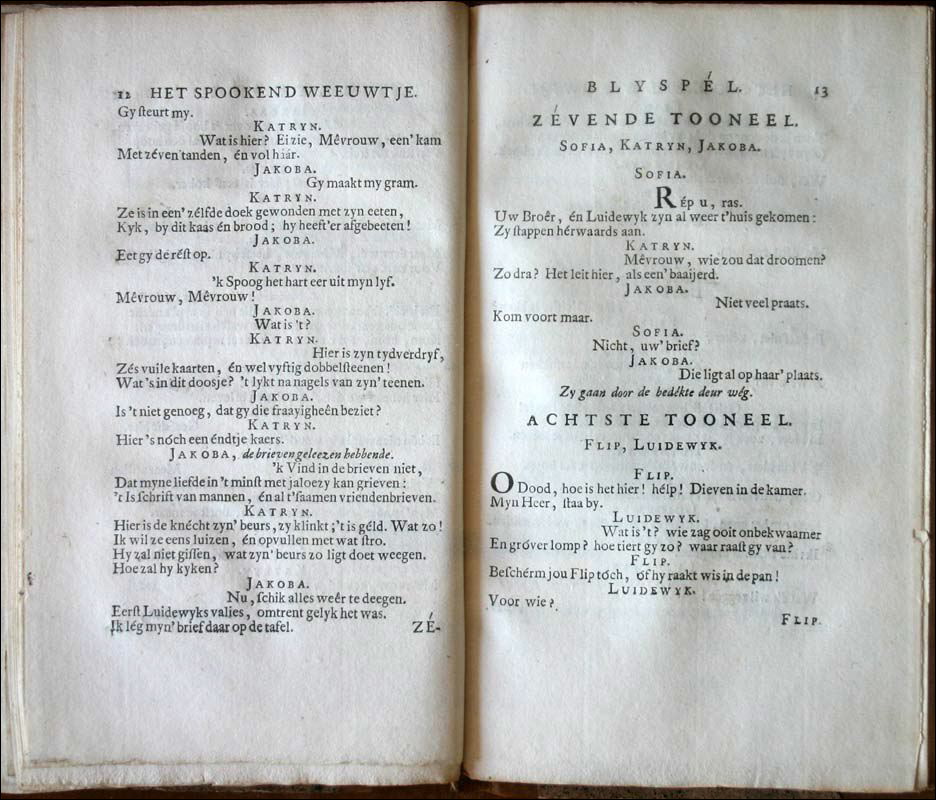 12 HET SPOOKEND WEEUWTJE.
Gy ſteurt my.
KATRYN.
Wat is hier? Ei zie, Mêvrouw, een' kam
Met zéven tanden, én vol háir.
JAKOBA.
Gy maakt my gram.
KATRYN.
Ze is in een' zélfde doek gewonden met zyn eeten,
Kyk, by dit kaas én brood; hy heeft'er afgebeeten!
JAKOBA.
Eet gy de réſt op.
KATRYN.
'k Spoog het hart eer uit myn lyf.
Mêvrouw, Mêvrouw!
JAKOBA.
Wat is 't?
KATRYN.
Hier is zyn tydverdryf,
Zés vuile kaarten, én wel vyftig dobbelſteenen!
Wat 's in dit doosje? 't lykt na nagels van zyn' teenen.
JAKOBA.
Is 't niet genoeg, dat gy die fraayigheên beziet?
KATRYN.
Hier 's nóch een éndtje kaers.
JAKOBA, de brieven geleezen hebbende.
'k Vind in de brieven niet,
Dat myne liefde in 't minſt met jaloezy kan grieven:
't Is ſchrift van mannen, én al t'ſaamen vriendenbrieven.
KATRYN.
Hier is de knécht zyn' beurs, zy klinkt; 't is géld. Wat zo!
Ik wil ze eens luizen, én opvullen met wat ſtro.
Hy zal niet giſſen, wat zyn' beurs zo ligt doet weegen.
Hoe zal hy kyken?
JAKOBA.
Nu, ſchik alles weêr te deegen.
Eerſt Luidewyks valies, omtrent gelyk het was.
Ik lég myn' brief daar op de tafel.
ZÉ-
BLYSPÉL. 13
ZÉVENDE TOONEEL.
SOFIA, KATRYN, JAKOBA.
SOFIA.
Rép u, ras.
Uw Broêr, én Luidewyk zyn al weer t'huis gekomen:
Zy ſtappen hérwaards aan.
KATRYN.
Mêvrouw, wie zou dat droomen?
Zo dra? Het leit hier, als een' baaijerd.
JAKOBA.
Niet veel praats.
Kom voort maar.
SOFIA.
Nicht, uw' brief?
JAKOBA.
Die ligt al op haar' plaats.
Zy gaan door de bedékte deur wég.
ACHTSTE TOONEEL.
FLIP, LUIDEWYK.
FLIP.
O Dood, hoe is het hier! hélp! Dieven in de kamer.
Myn Heer, ſta by.
LUIDEWYK.
Wat is 't? wie zag ooit onbekwaamer
En gróver lomp? hoe tiert gy zo? waar raaſt gy van?
FLIP.
Beſchérm jou Flip tóch, óf hy raakt wis in de pan!
LUIDEWYK.
Voor wie?
FLIP.